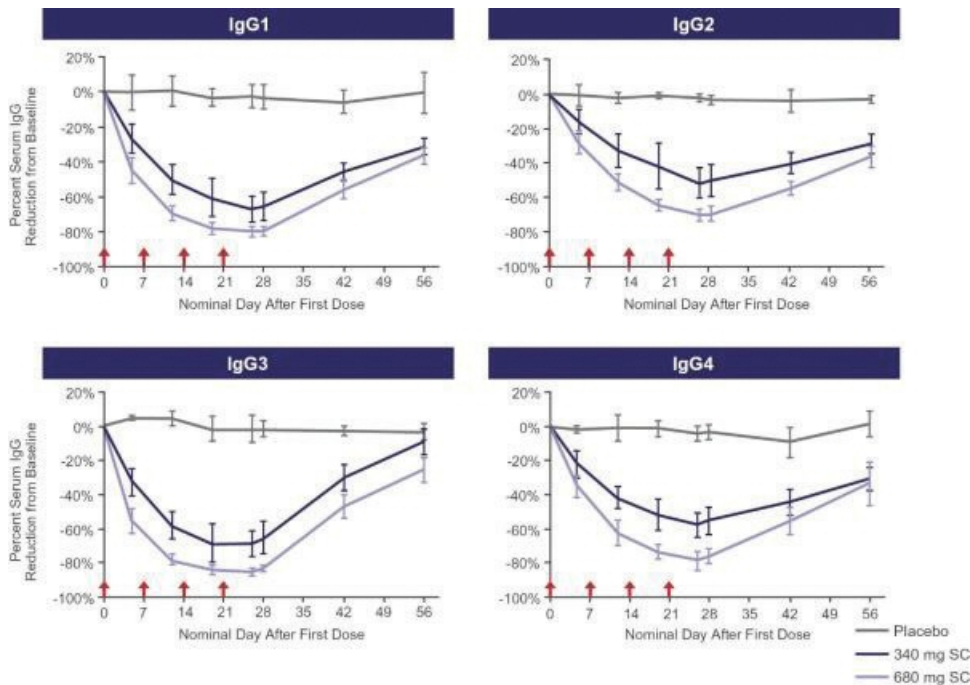 IgG1
Percent Serum IgG
Reduction from Baseline
20%
0%
-20%
-40%
-60%
-80%
-100%
0 7 14 21 28 35 42 56
Nominal Day After First Dose
IgG2
20%
0%
-20%
-40%
-60%
-80%
-100%
0 7 14 21 28 35 42 56
Nominal Day After First Dose
IgG3
Percent Serum IgG
Reduction from Baseline
20%
0%
-20%
-40%
-60%
-80%
-100%
0 7 14 21 28 35 42 56
Nominal Day After First Dose
IgG4
20%
0%
-20%
-40%
-60%
-80%
-100%
0 7 14 21 28 35 42 56
Nominal Day After First Dose
Placebo
340 mg SC
680 mg SC